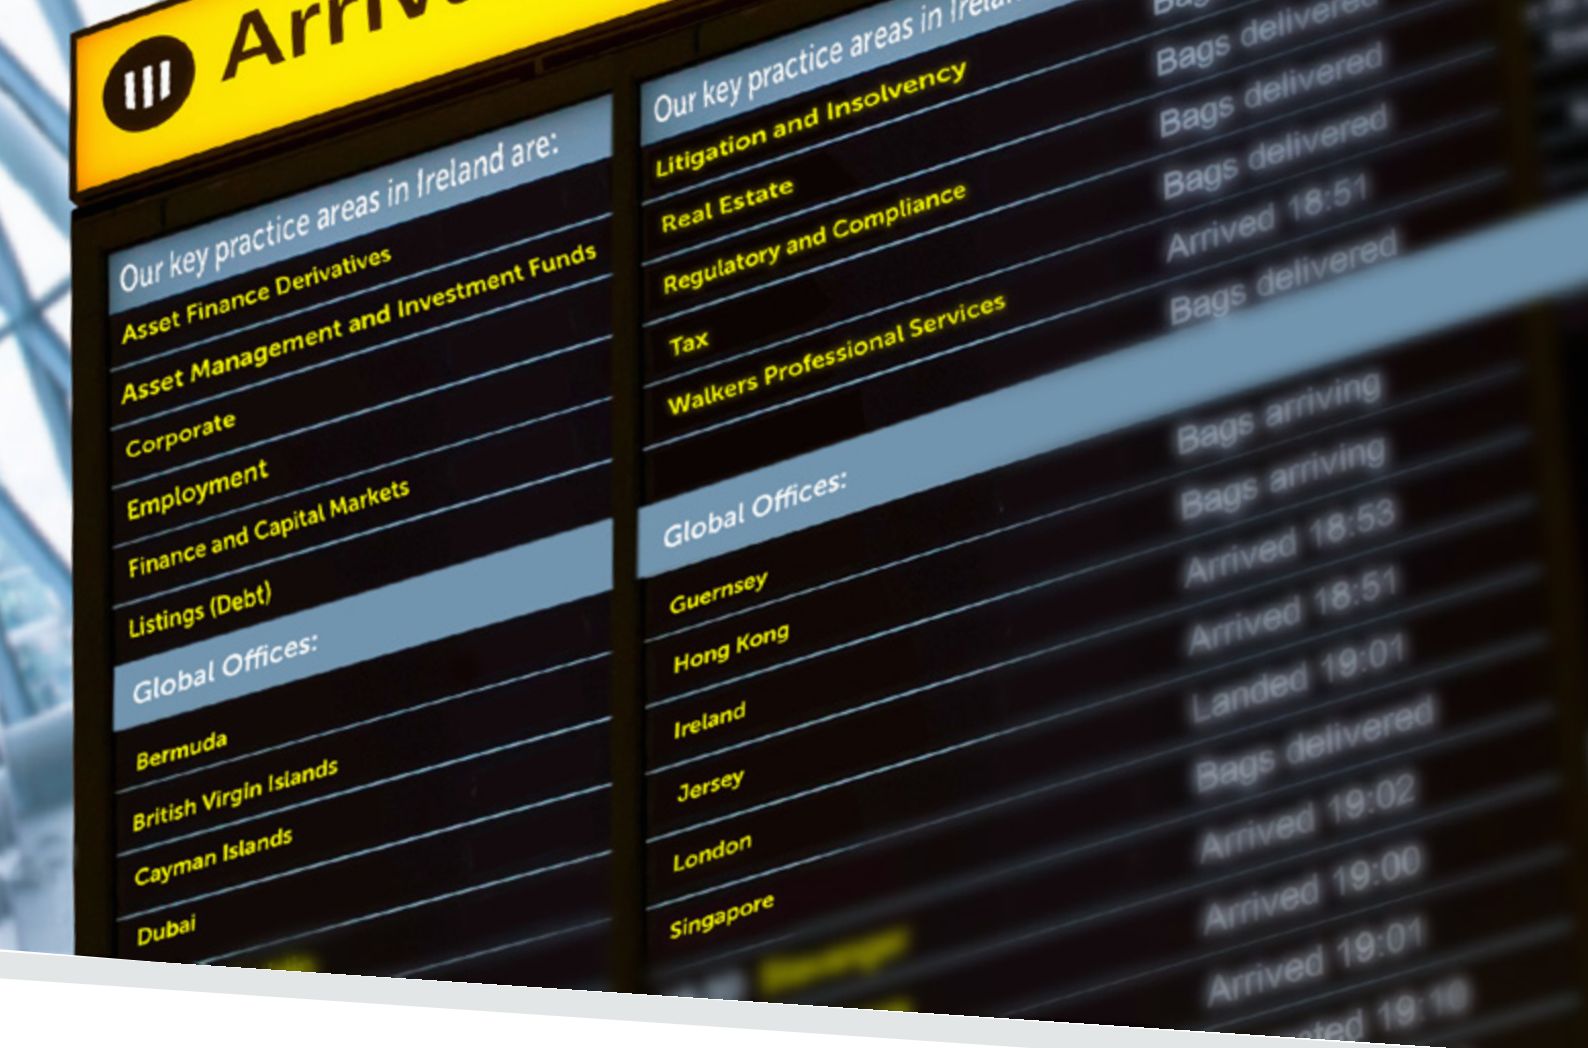 Our key practice areas in Ireland are:
Asset Finance Derivatives
Asset Management and Investment Funds
Corporate
Employment
Finance and Capital Markets
Listings (Debt)
Global Offices:
Bermuda
British Virgin Islands
Cayman Islands
Dubai
Our key practice areas in
Litigation and Insolvency
Real Estate
Regulatory and Compliance
Tax
Walkers Professional Services
Global Offices:
Guernsey
Hong Kong
Ireland
Jersey
London
Singapore
Bags delivered
Bags delivered
Bags delivered
Arrived 18:51
Bags delivered
Bags arriving
Bags arriving
Arrived 18:53
Arrived 18:51
Landed 19:01
Bags delivered
Arrived 19:02
Arrived 19:00
Arrived 19:01